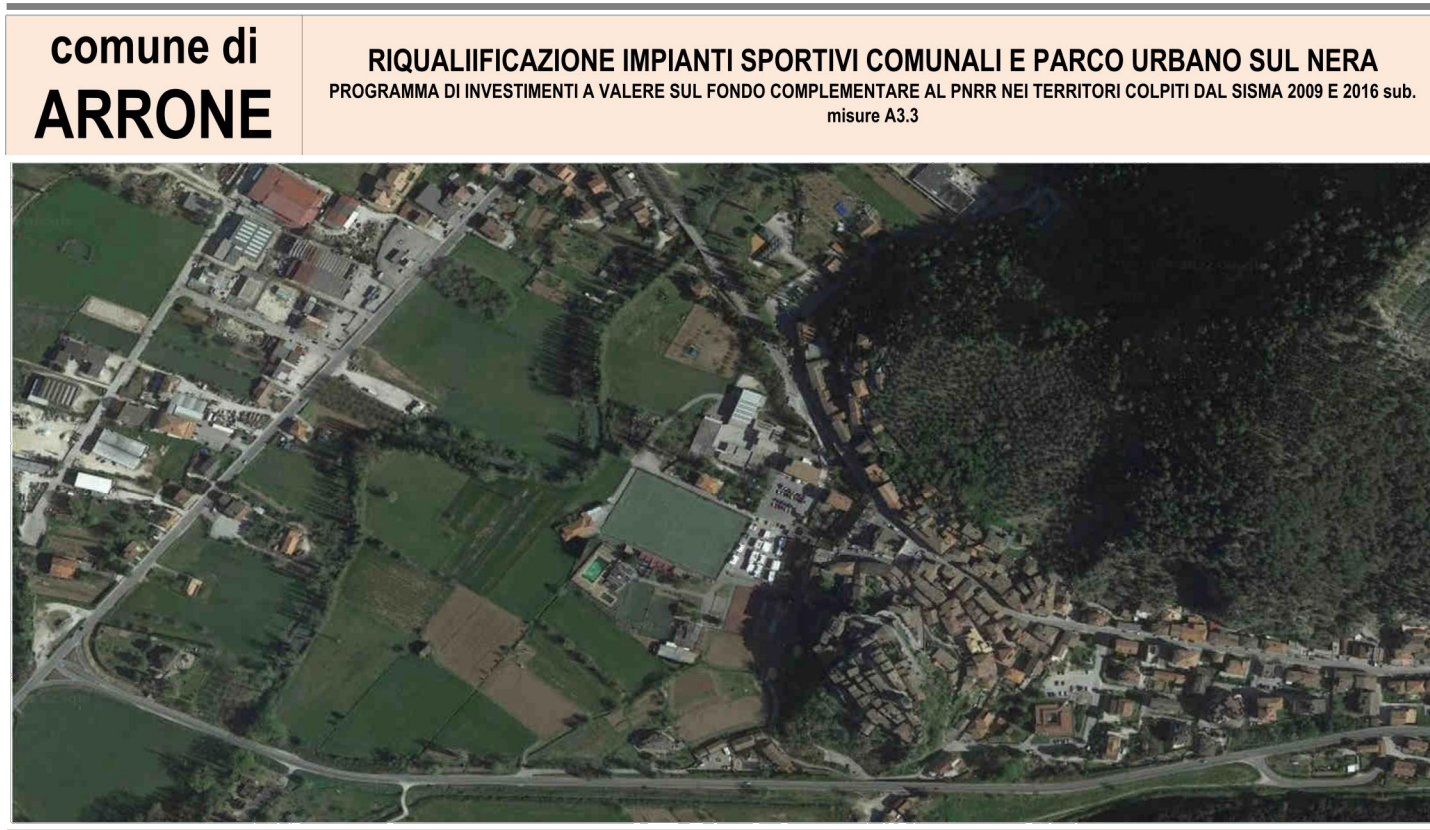 comune di
ARRONE
RIQUALIIFICAZIONE IMPIANTI SPORTIVI COMUNALI E PARCO URBANO SUL NERA
PROGRAMMA DI INVESTIMENTI A VALERE SUL FONDO COMPLEMENTARE AL PNRR NEI TERRITORI COLPITI DAL SISMA 2009 E 2016 sub.
misure A3.3